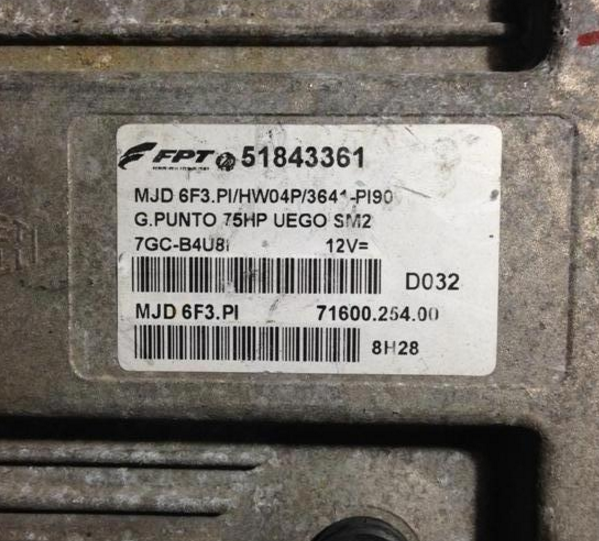 FPT 51843361
MJD 6F3.PI/HW04P/3641-PI90
G.PUNTO 75HP UEGO SM2
7GC-B4U8I 12V=
D032
MJD 6F3.PI 71600.254.00
8H28